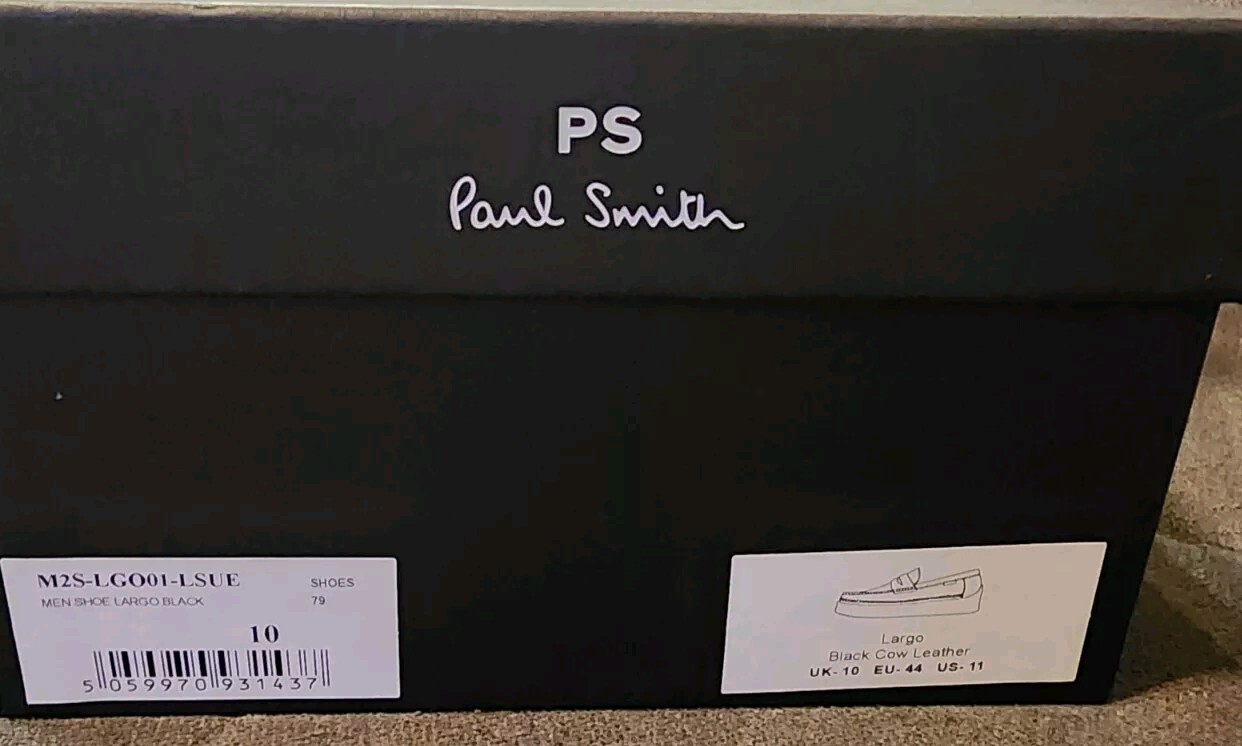 PS
Paul Smith
M2S-LGO01-LSUE
SHOES
MEN SHOE LARGO BLACK
79
10
5 059970 931437
Largo
Black Cow Leather
UK- 10 EU- 44 US- 11